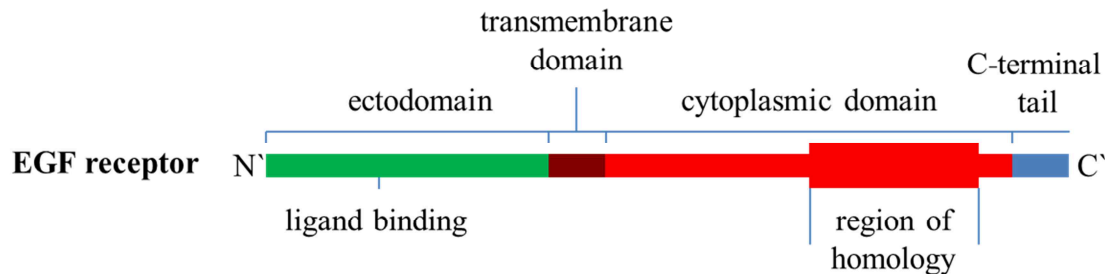 transmembrane
domain
C-terminal
tail
ectodomain
cytoplasmic domain
EGF receptor
N`
C`
ligand binding
region of
homology